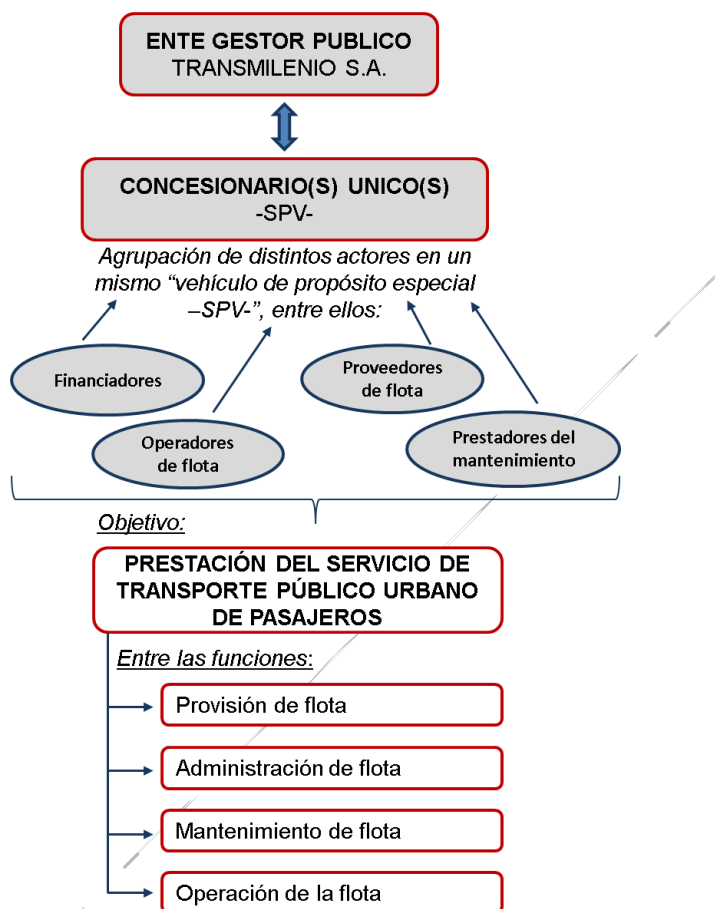 ENTE GESTOR PUBLICO
TRANSMILENIO S.A.
CONCESIONARIO(S) UNICO(S)
-SPV-
Agrupación de distintos actores en un
mismo “vehículo de propósito especial
–SPV-”, entre ellos:
Financiadores
Proveedores
de flota
Operadores
de flota
Prestadores del
mantenimiento
Objetivo:
PRESTACIÓN DEL SERVICIO DE
TRANSPORTE PÚBLICO URBANO
DE PASAJEROS
Entre las funciones:
Provisión de flota
Administración de flota
Mantenimiento de flota
Operación de la flota